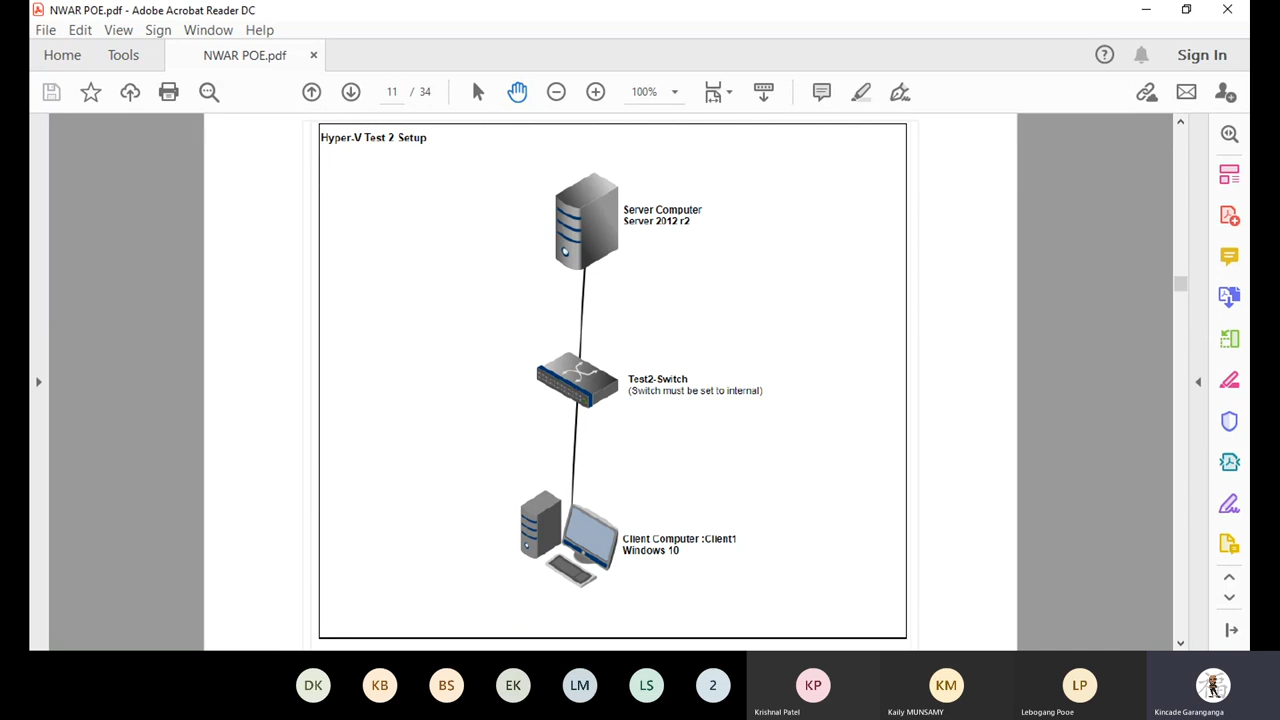 NWAR POE.pdf - Adobe Acrobat Reader DC
File Edit View Sign Window Help
Home Tools NWAR POE.pdf × Sign In
11 / 34 100%
Hyper-V Test 2 Setup
Server Computer
Server 2012 r2
Test2-Switch
(Switch must be set to internal)
Client Computer :Client1
Windows 10
DK KB BS EK LM LS 2 KP KM LP
Krishnal Patel Kaily MUNSAMY Lebogang Pooe Kincade Garanganga